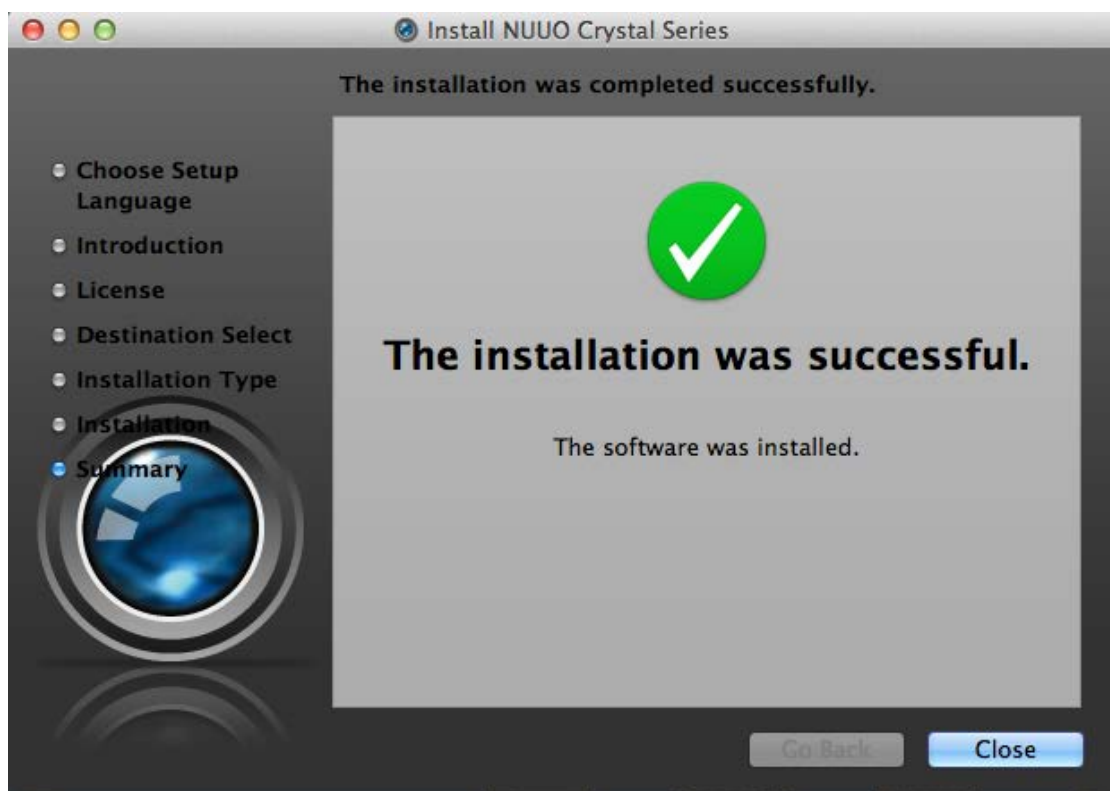 Install NUUO Crystal Series
The installation was completed successfully.
Choose Setup
Language
Introduction
License
Destination Select
Installation Type
Installation
Summary
The installation was successful.
The software was installed.
Go Back
Close